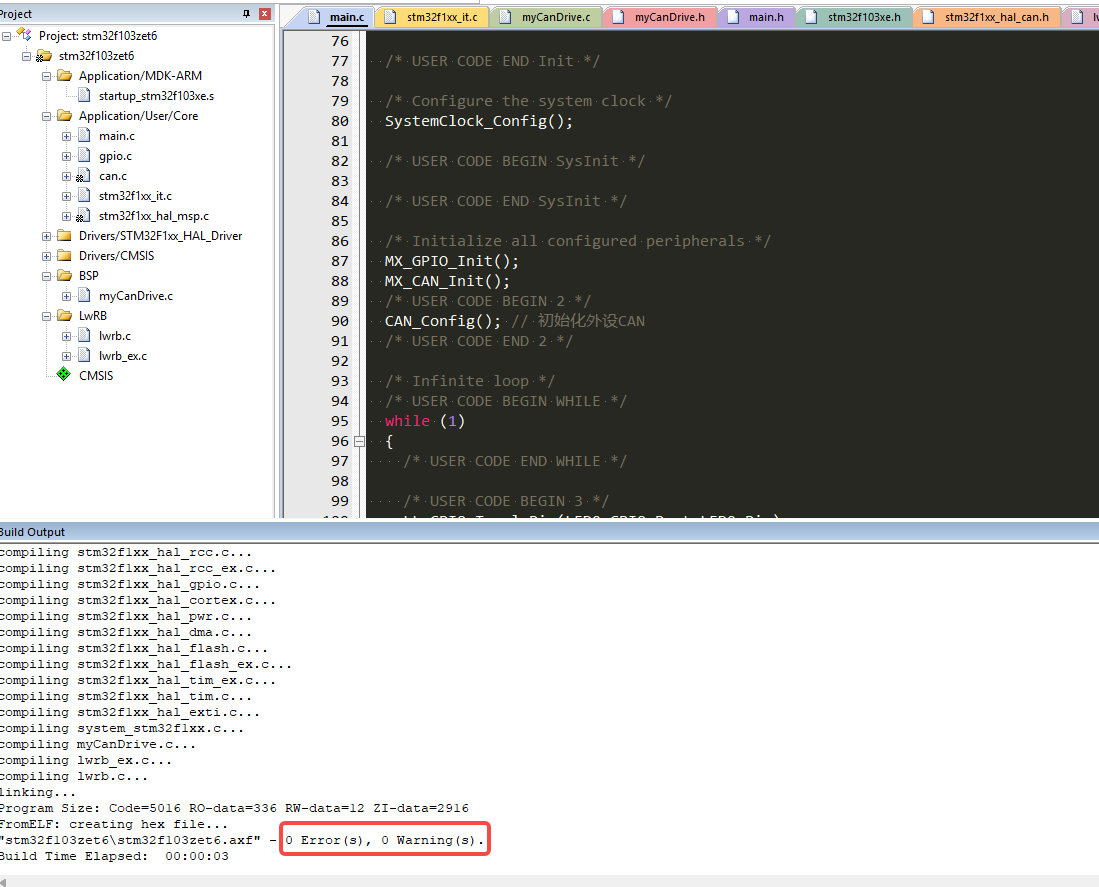 Project
Project: stm32f103zet6
stm32f103zet6
Application/MDK-ARM
startup_stm32f103xe.s
Application/User/Core
main.c
gpio.c
can.c
stm32f1xx_it.c
stm32f1xx_hal_msp.c
Drivers/STM32F1xx_HAL_Driver
Drivers/CMSIS
BSP
myCanDrive.c
LwRB
lwrb.c
lwrb_ex.c
CMSIS
main.c stm32f1xx_it.c myCanDrive.c myCanDrive.h main.h stm32f103xe.h stm32f1xx_hal_can.h
76
77 /* USER CODE END Init */
78
79 /* Configure the system clock */
80 SystemClock_Config();
81
82 /* USER CODE BEGIN SysInit */
83
84 /* USER CODE END SysInit */
85
86 /* Initialize all configured peripherals */
87 MX_GPIO_Init();
88 MX_CAN_Init();
89 /* USER CODE BEGIN 2 */
90 CAN_Config(); // 初始化外设CAN
91 /* USER CODE END 2 */
92
93 /* Infinite loop */
94 /* USER CODE BEGIN WHILE */
95 while (1)
96 {
97 /* USER CODE END WHILE */
98
99 /* USER CODE BEGIN 3 */
Build Output
compiling stm32f1xx_hal_rcc.c...
compiling stm32f1xx_hal_rcc_ex.c...
compiling stm32f1xx_hal_gpio.c...
compiling stm32f1xx_hal_cortex.c...
compiling stm32f1xx_hal_pwr.c...
compiling stm32f1xx_hal_dma.c...
compiling stm32f1xx_hal_flash.c...
compiling stm32f1xx_hal_flash_ex.c...
compiling stm32f1xx_hal_tim_ex.c...
compiling stm32f1xx_hal_tim.c...
compiling stm32f1xx_hal_exti.c...
compiling system_stm32f1xx.c...
compiling myCanDrive.c...
compiling lwrb_ex.c...
compiling lwrb.c...
linking...
Program Size: Code=5016 RO-data=336 RW-data=12 ZI-data=2916
FromELF: creating hex file...
"stm32f103zet6\stm32f103zet6.axf" - 0 Error(s), 0 Warning(s).
Build Time Elapsed:  00:00:03